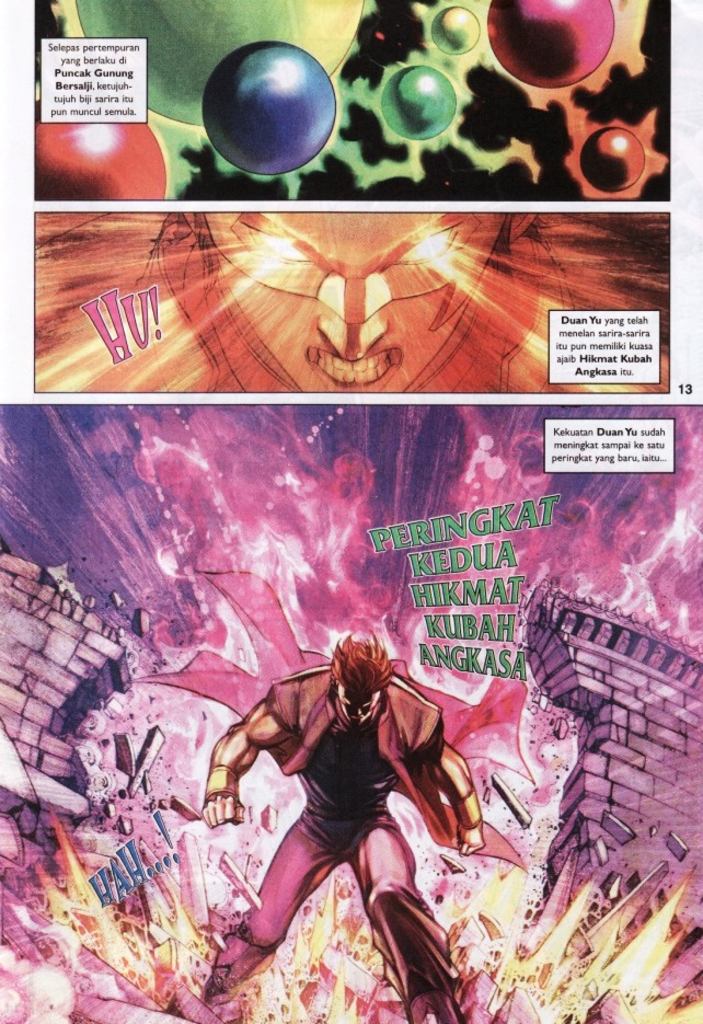 Selepas pertempuran
yang berlaku di
Puncak Gunung
Bersalji, ketujuh-
tujuh biji sarira itu
pun muncul semula.
HU!
Duan Yu yang telah
menelan sarira-sarira
itu pun memiliki kuasa
ajaib Hikmat Kubah
Angkasa itu.
13
Kekuatan Duan Yu sudah
meningkat sampai ke satu
peringkat yang baru, iaitu...
PERINGKAT
KEDUA
HIKMAT
KUBAH
ANGKASA
HAH....!